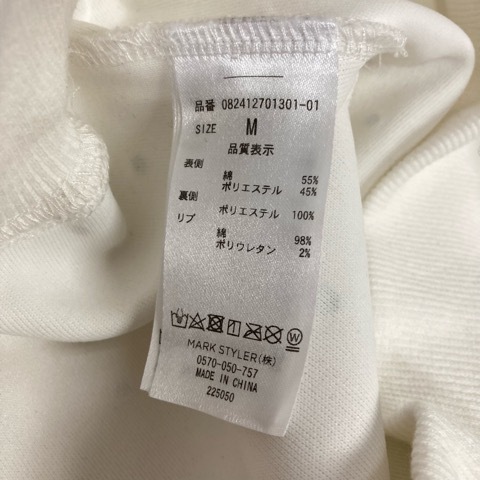 品番 082412701301-01
SIZE M
品質表示
表側
綿 55%
ポリエステル 45%
裏側
ポリエステル 100%
リブ
綿 98%
ポリウレタン 2%
W
MARK STYLER(株)
0570-050-757
MADE IN CHINA
225050